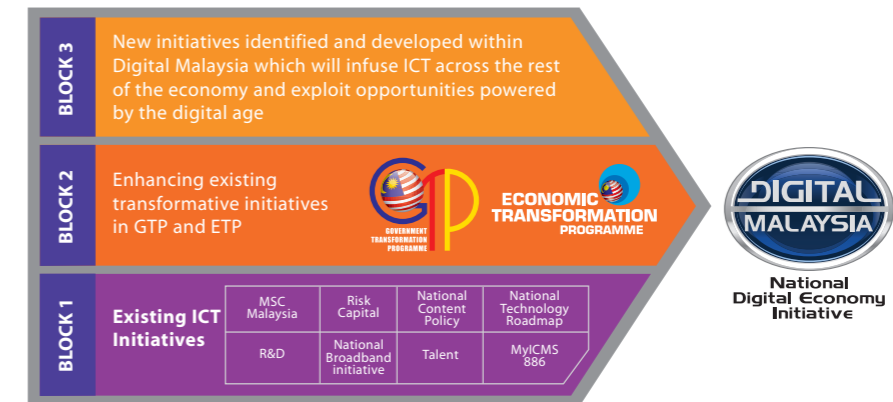 BLOCK 3
New initiatives identified and developed within
Digital Malaysia which will infuse ICT across the rest
of the economy and exploit opportunities powered
by the digital age
BLOCK 2
Enhancing existing
transformative initiatives
in GTP and ETP
GTP
GOVERNMENT
TRANSFORMATION
PROGRAMME
ECONOMIC
TRANSFORMATION
PROGRAMME
BLOCK 1
Existing ICT
Initiatives
MSC
Malaysia
Risk
Capital
National
Content
Policy
National
Technology
Roadmap
R&D
National
Broadband
initiative
Talent
MyICMS
886
DIGITAL
MALAYSIA
National
Digital Economy
Initiative